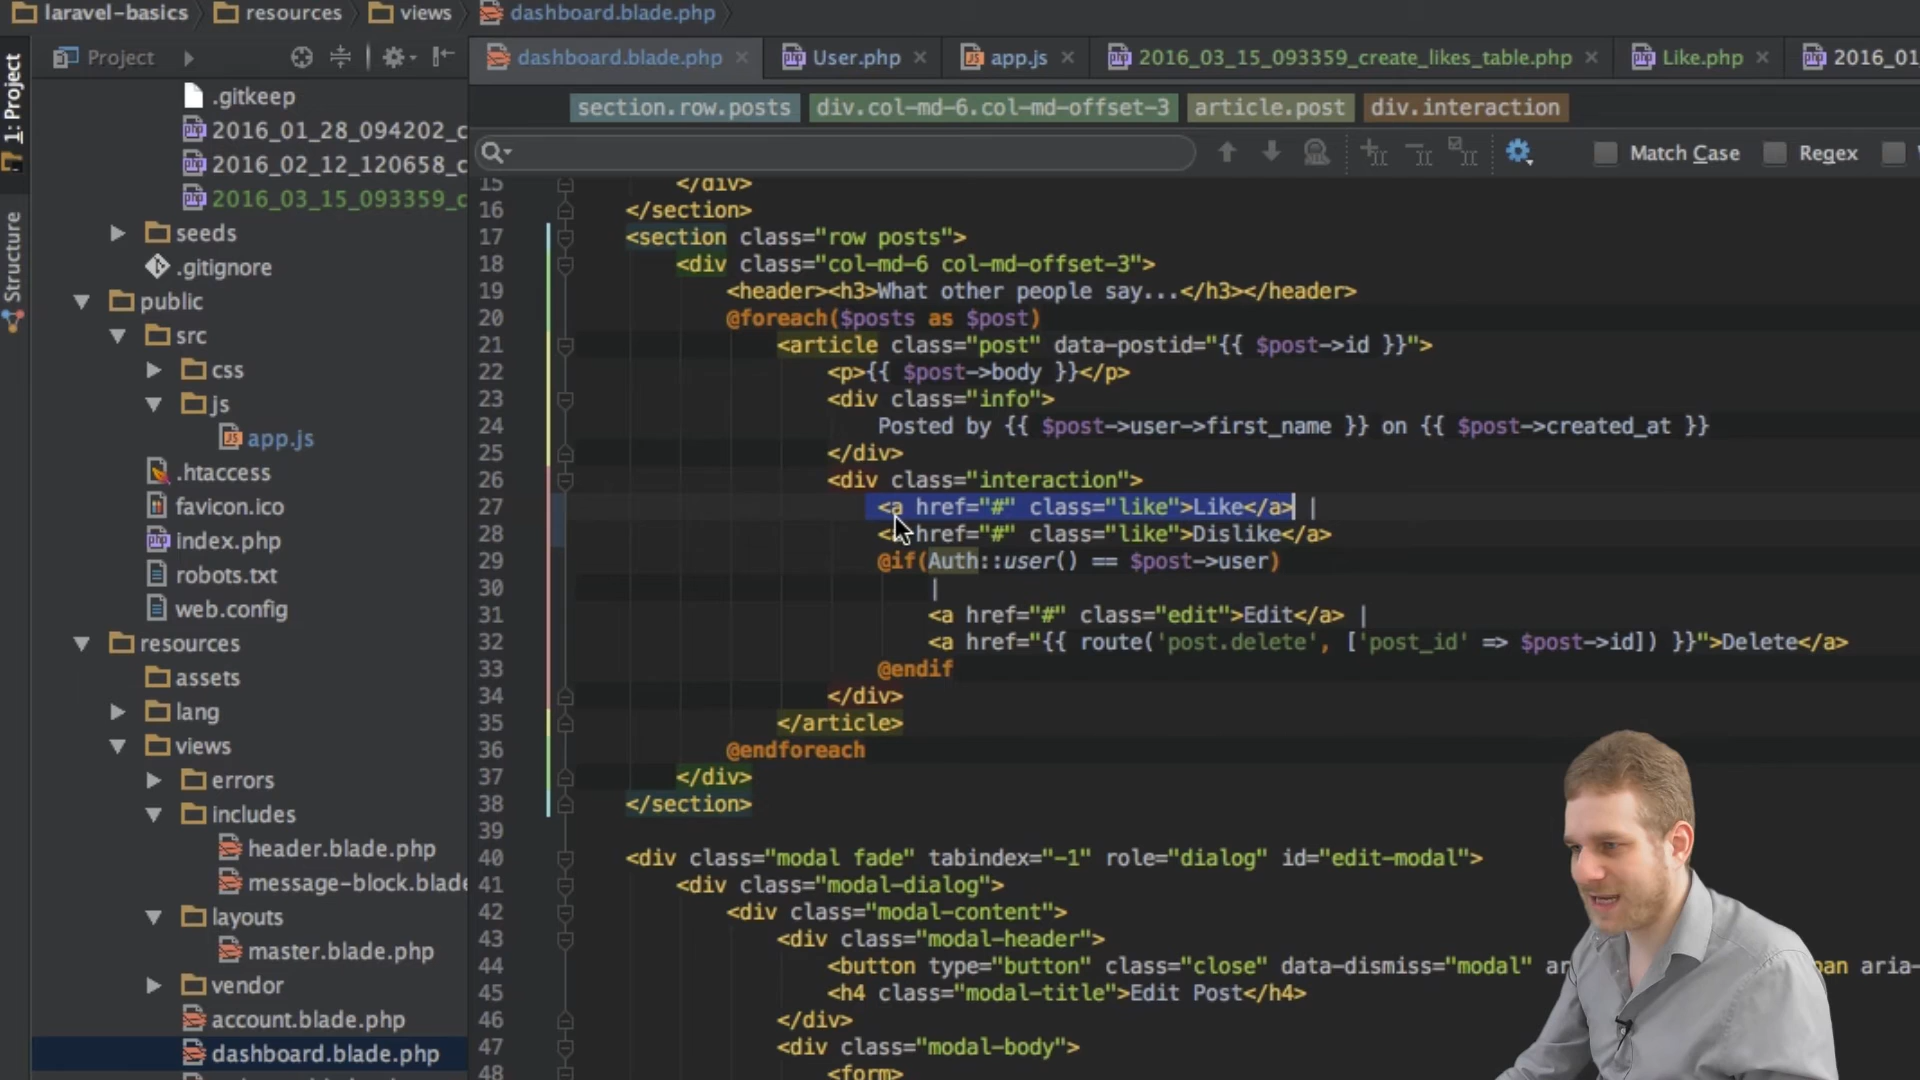 laravel-basics resources views dashboard.blade.php
1: Project
Structure
Project
dashboard.blade.php User.php app.js 2016_03_15_093359_create_likes_table.php Like.php 2016_01
section.row.posts div.col-md-6.col-md-offset-3 article.post div.interaction
Match Case Regex
.gitkeep
2016_01_28_094202_c
2016_02_12_120658_c
2016_03_15_093359_c
seeds
.gitignore
public
src
css
js
app.js
.htaccess
favicon.ico
index.php
robots.txt
web.config
resources
assets
lang
views
errors
includes
header.blade.php
message-block.blade
layouts
master.blade.php
vendor
account.blade.php
dashboard.blade.php
15 </div>
16 </section>
17 <section class="row posts">
18 <div class="col-md-6 col-md-offset-3">
19 <header><h3>What other people say...</h3></header>
20 @foreach($posts as $post)
21 <article class="post" data-postid="{{ $post->id }}">
22 <p>{{ $post->body }}</p>
23 <div class="info">
24 Posted by {{ $post->user->first_name }} on {{ $post->created_at }}
25 </div>
26 <div class="interaction">
27 <a href="#" class="like">Like</a> |
28 <a href="#" class="like">Dislike</a>
29 @if(Auth::user() == $post->user)
30 |
31 <a href="#" class="edit">Edit</a> |
32 <a href="{{ route('post.delete', ['post_id' => $post->id]) }}">Delete</a>
33 @endif
34 </div>
35 </article>
36 @endforeach
37 </div>
38 </section>
39
40 <div class="modal fade" tabindex="-1" role="dialog" id="edit-modal">
41 <div class="modal-dialog">
42 <div class="modal-content">
43 <div class="modal-header">
44 <button type="button" class="close" data-dismiss="modal" ar pan aria-
45 <h4 class="modal-title">Edit Post</h4>
46 </div>
47 <div class="modal-body">
48 <form>